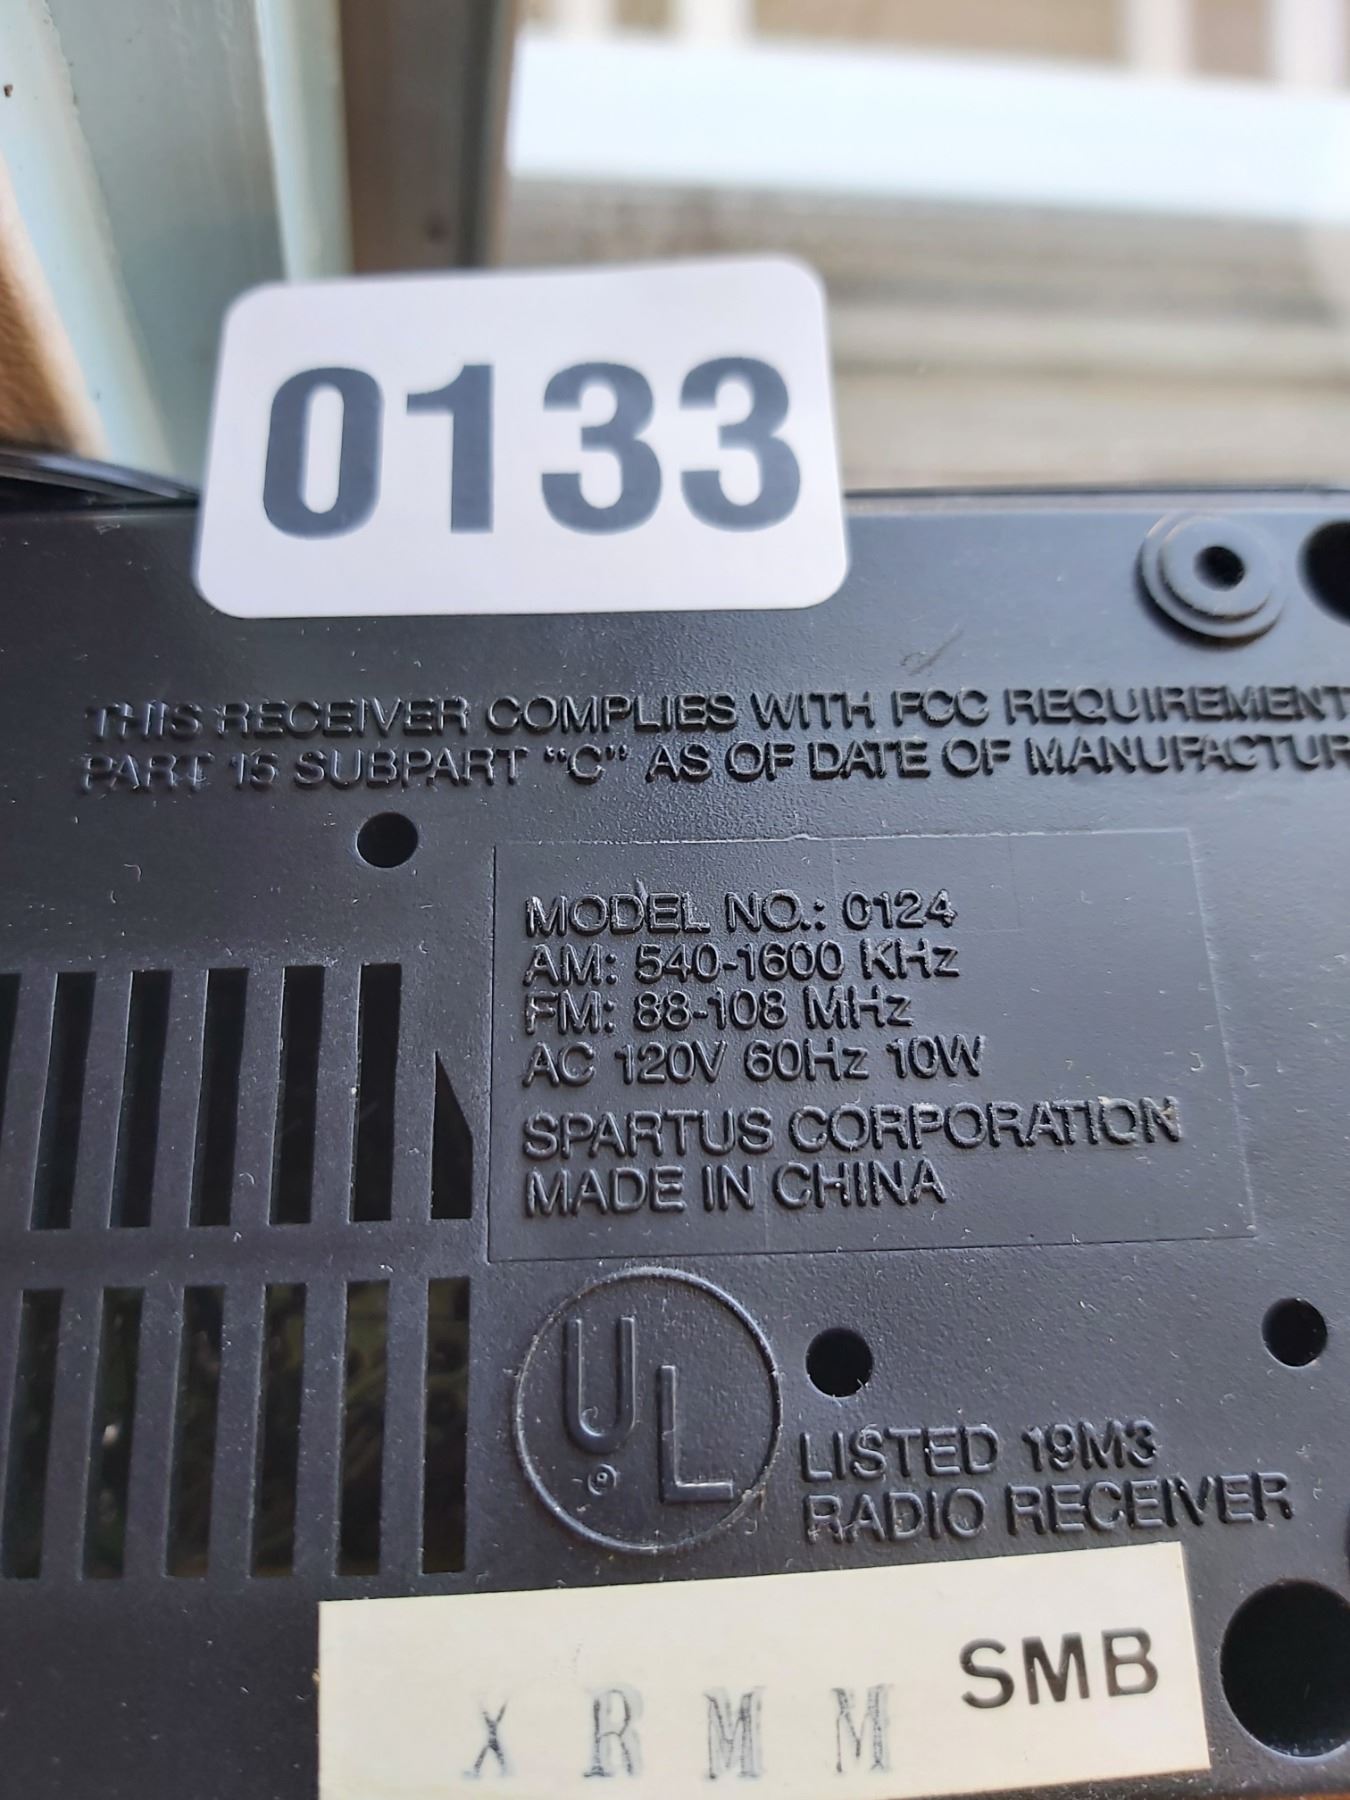 0133
THIS RECEIVER COMPLIES WITH FCC REQUIREMENT
PART 15 SUBPART "C" AS OF DATE OF MANUFACTUR
MODEL NO.: 0124
AM: 540-1600 KHz
FM: 88-108 MHz
AC 120V 60Hz 10W
SPARTUS CORPORATION
MADE IN CHINA
UL
LISTED 19M3
RADIO RECEIVER
SMB
X R M M